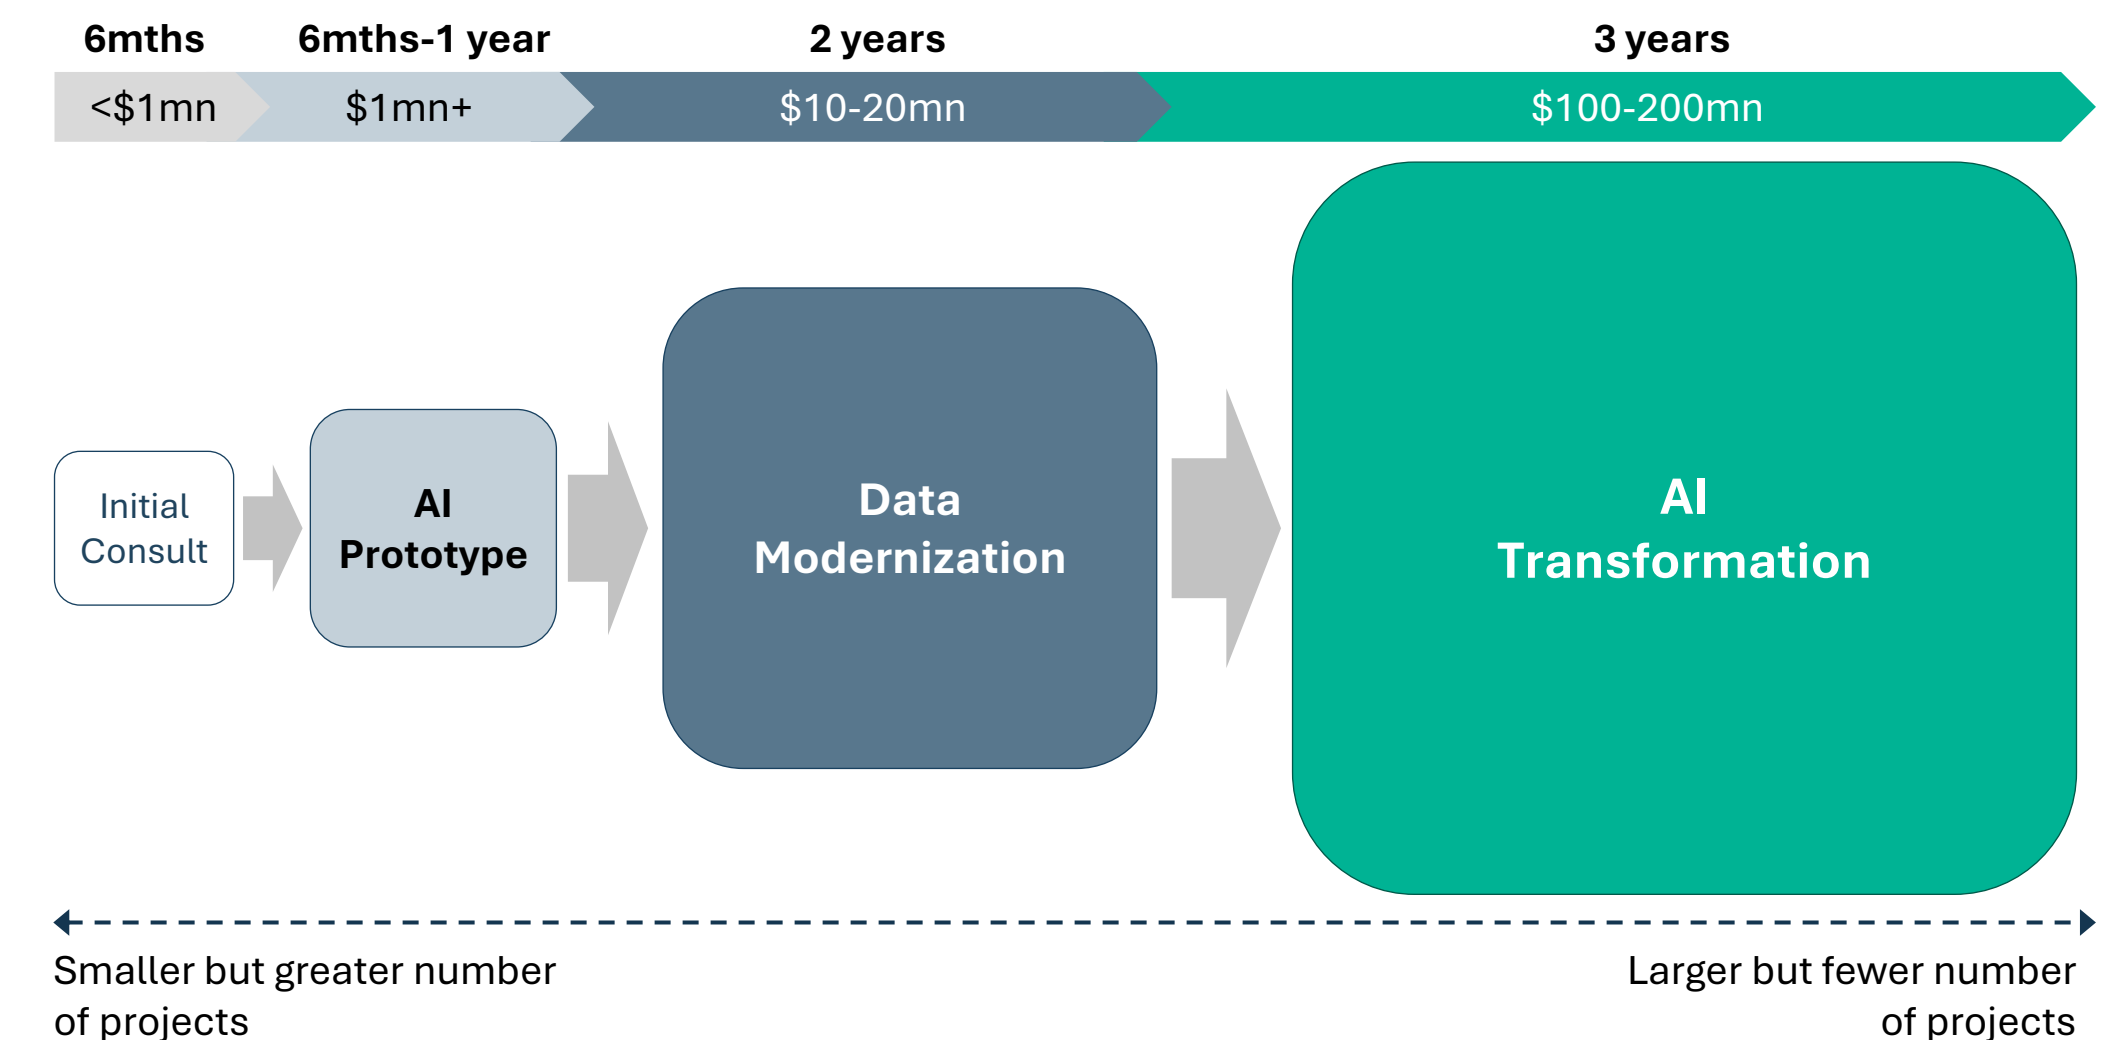 6mths
6mths-1 year
2 years
3 years
<$1mn
$1mn+
$10-20mn
$100-200mn
Initial
Consult
AI
Prototype
Data
Modernization
AI
Transformation
Smaller but greater number
of projects
Larger but fewer number
of projects